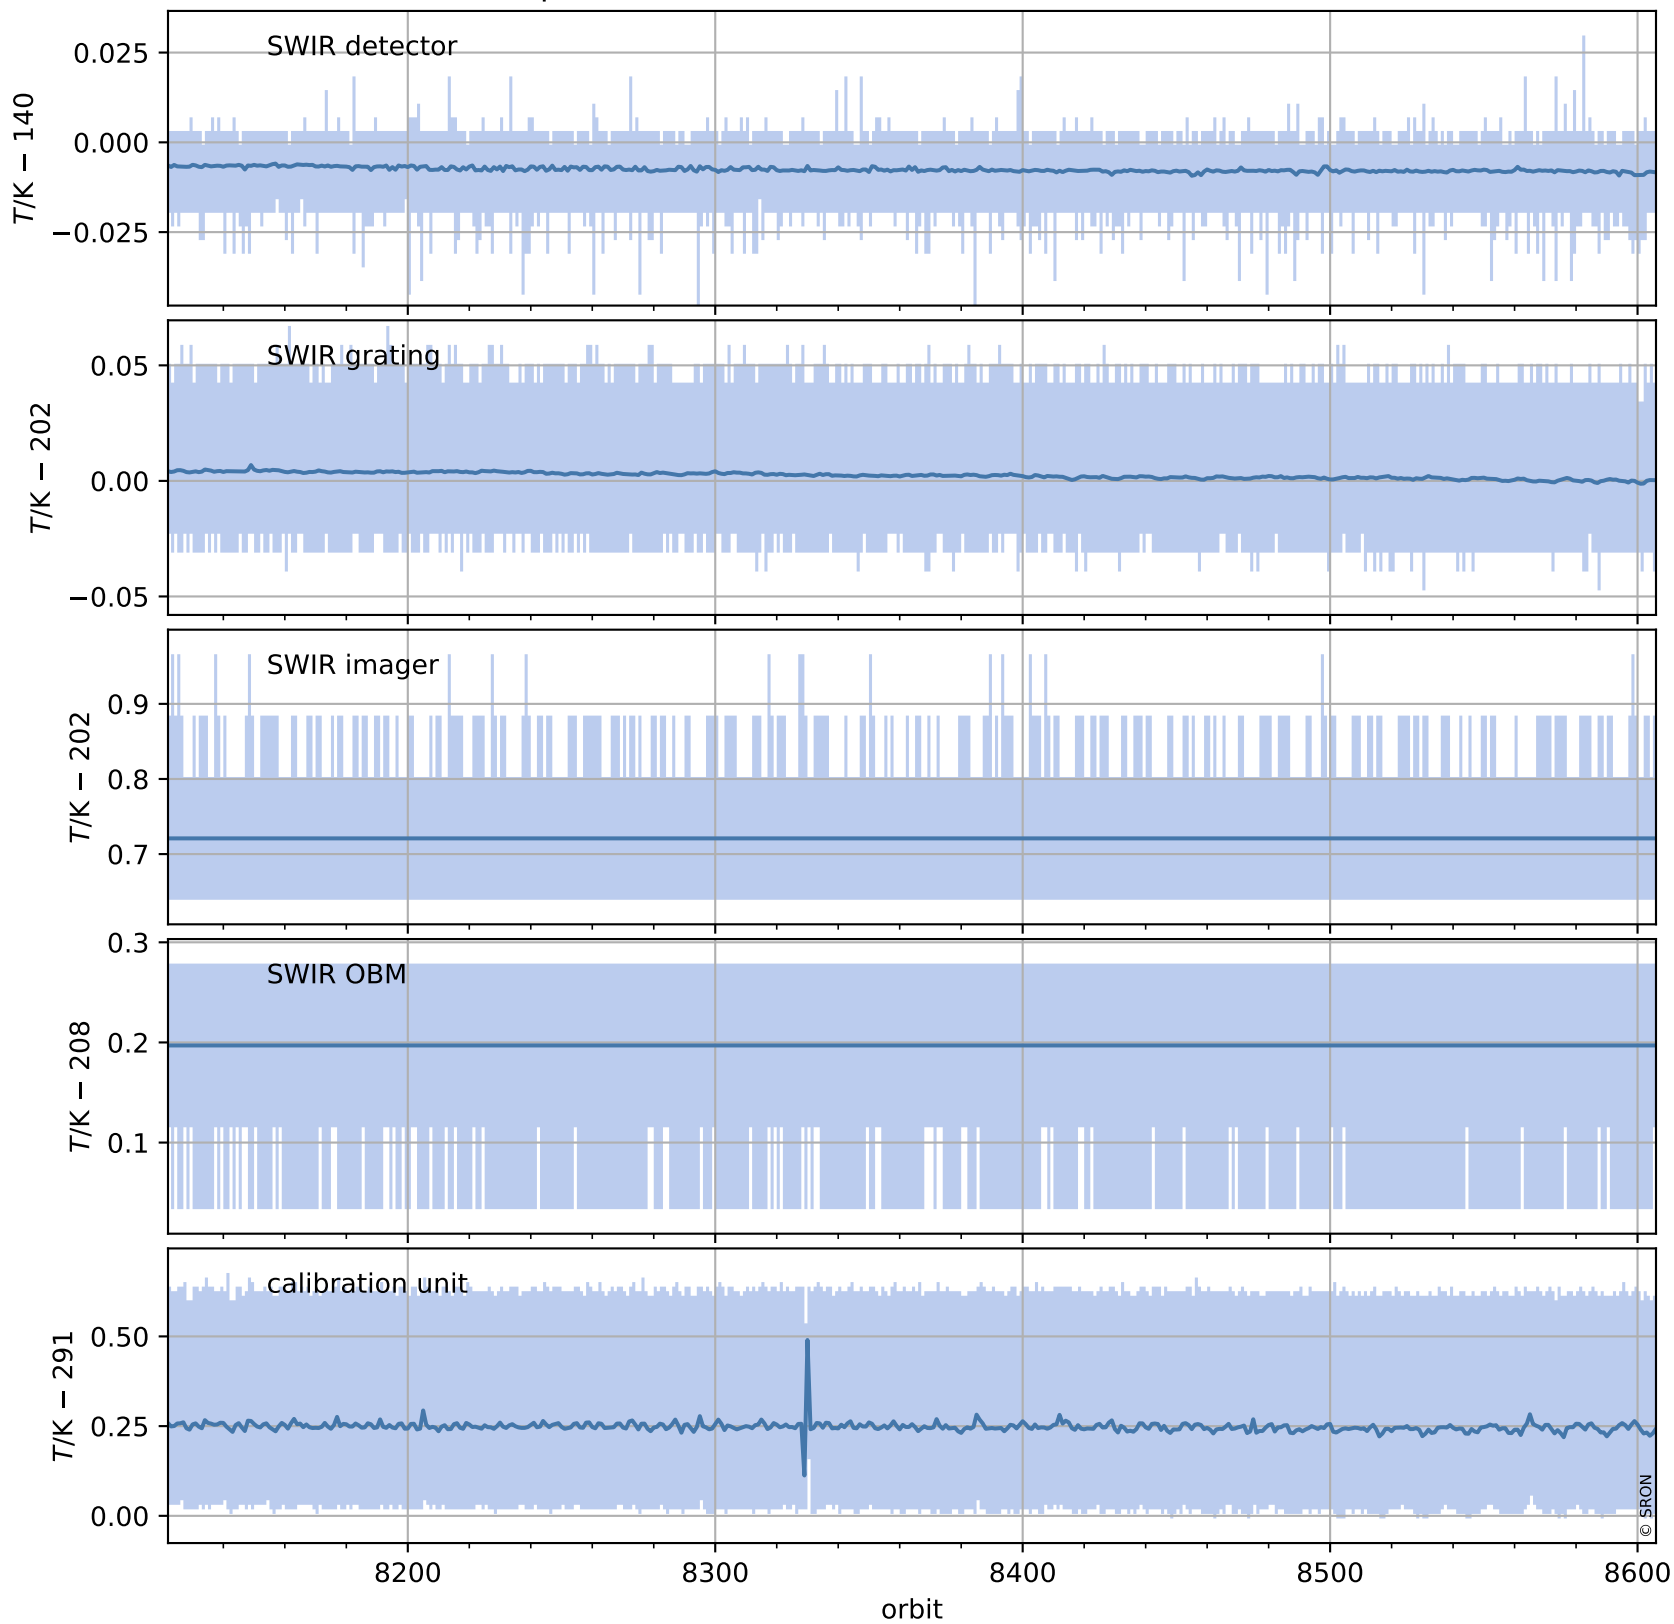 SWIR detector
0.025
0.000
−0.025
T/K − 140
SWIR grating
0.05
0.00
−0.05
T/K − 202
SWIR imager
0.9
0.8
0.7
T/K − 202
SWIR OBM
0.3
0.2
0.1
T/K − 208
calibration unit
0.50
0.25
0.00
T/K − 291
© SRON
8200
8300
8400
8500
8600
orbit